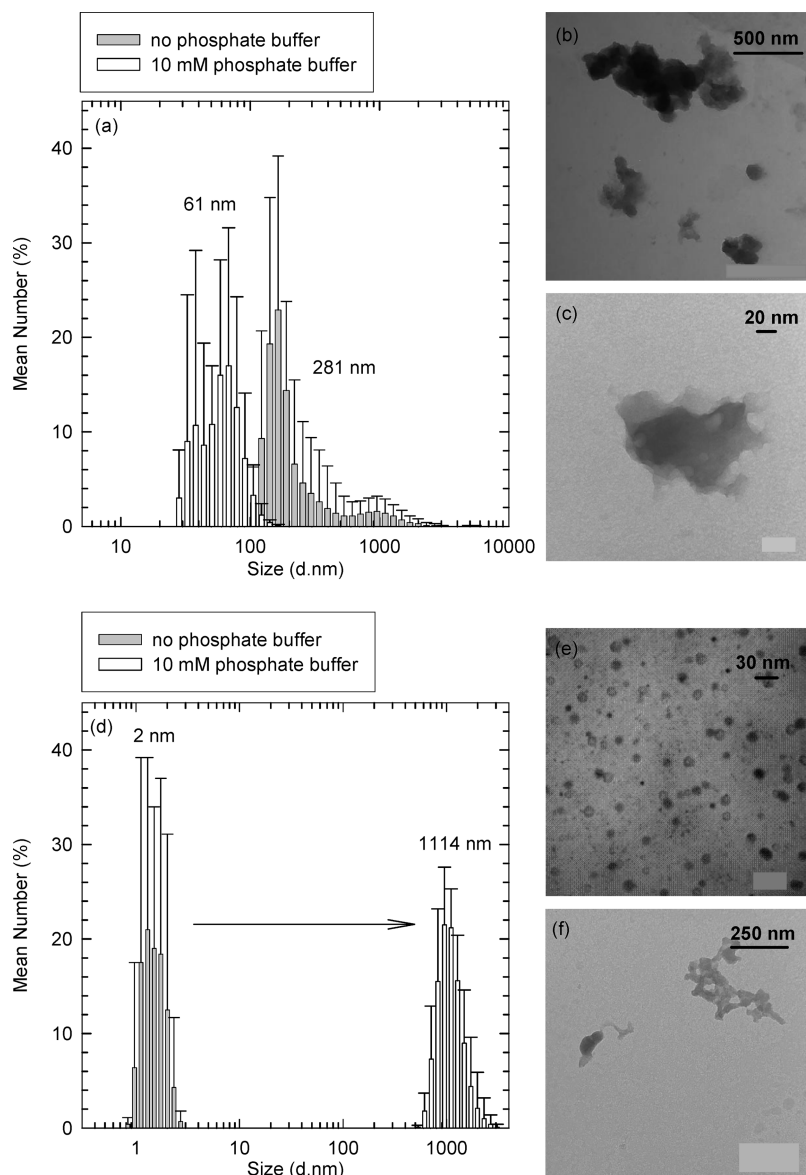 no phosphate buffer
10 mM phosphate buffer
(a)
61 nm
281 nm
Mean Number (%)
40
30
20
10
0
10
100
1000
10000
Size (d.nm)
(b)
500 nm
(c)
20 nm
no phosphate buffer
10 mM phosphate buffer
(d)
2 nm
1114 nm
Mean Number (%)
40
30
20
10
0
1
10
100
1000
Size (d.nm)
(e)
30 nm
(f)
250 nm